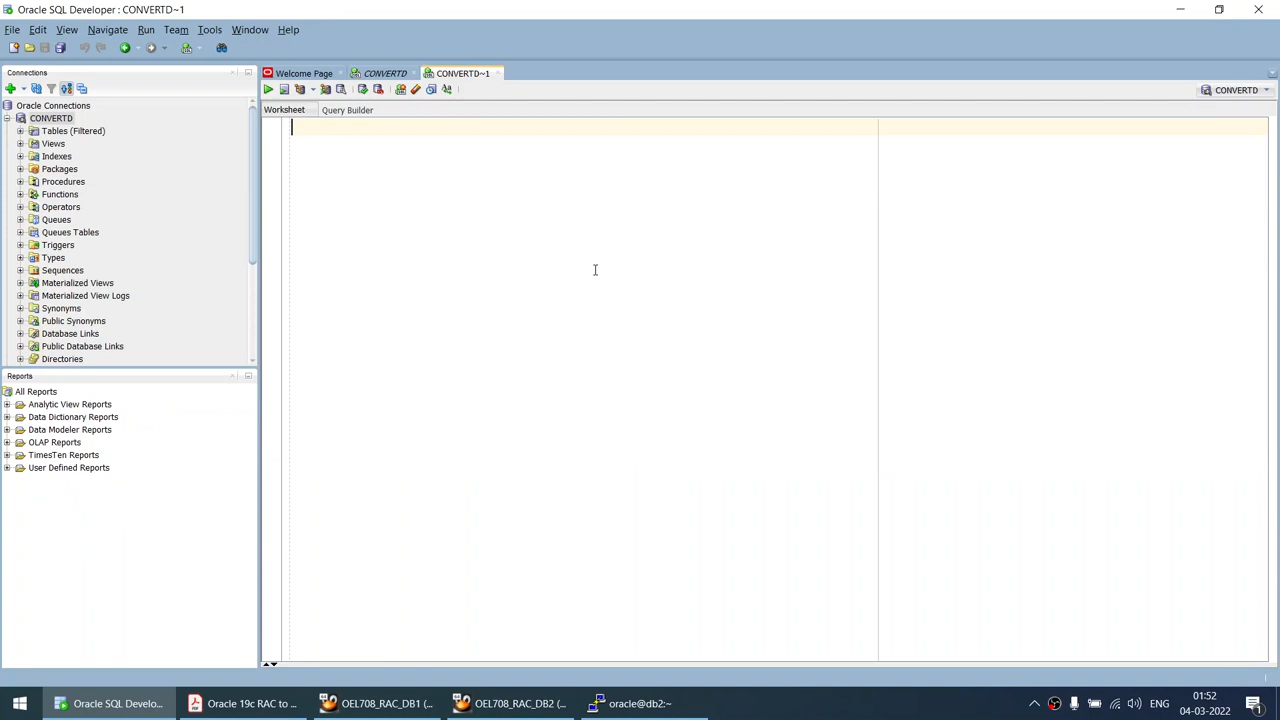 Oracle SQL Developer : CONVERTD~1
File Edit View Navigate Run Team Tools Window Help
Connections
Welcome Page CONVERTD CONVERTD~1
CONVERTD
Worksheet Query Builder
Oracle Connections
CONVERTD
Tables (Filtered)
Views
Indexes
Packages
Procedures
Functions
Operators
Queues
Queues Tables
Triggers
Types
Sequences
Materialized Views
Materialized View Logs
Synonyms
Public Synonyms
Database Links
Public Database Links
Directories
Reports
All Reports
Analytic View Reports
Data Dictionary Reports
Data Modeler Reports
OLAP Reports
TimesTen Reports
User Defined Reports
Oracle SQL Develo... Oracle 19c RAC to ... OEL708_RAC_DB1 (... OEL708_RAC_DB2 (... oracle@db2:~ ENG 01:52
04-03-2022 1